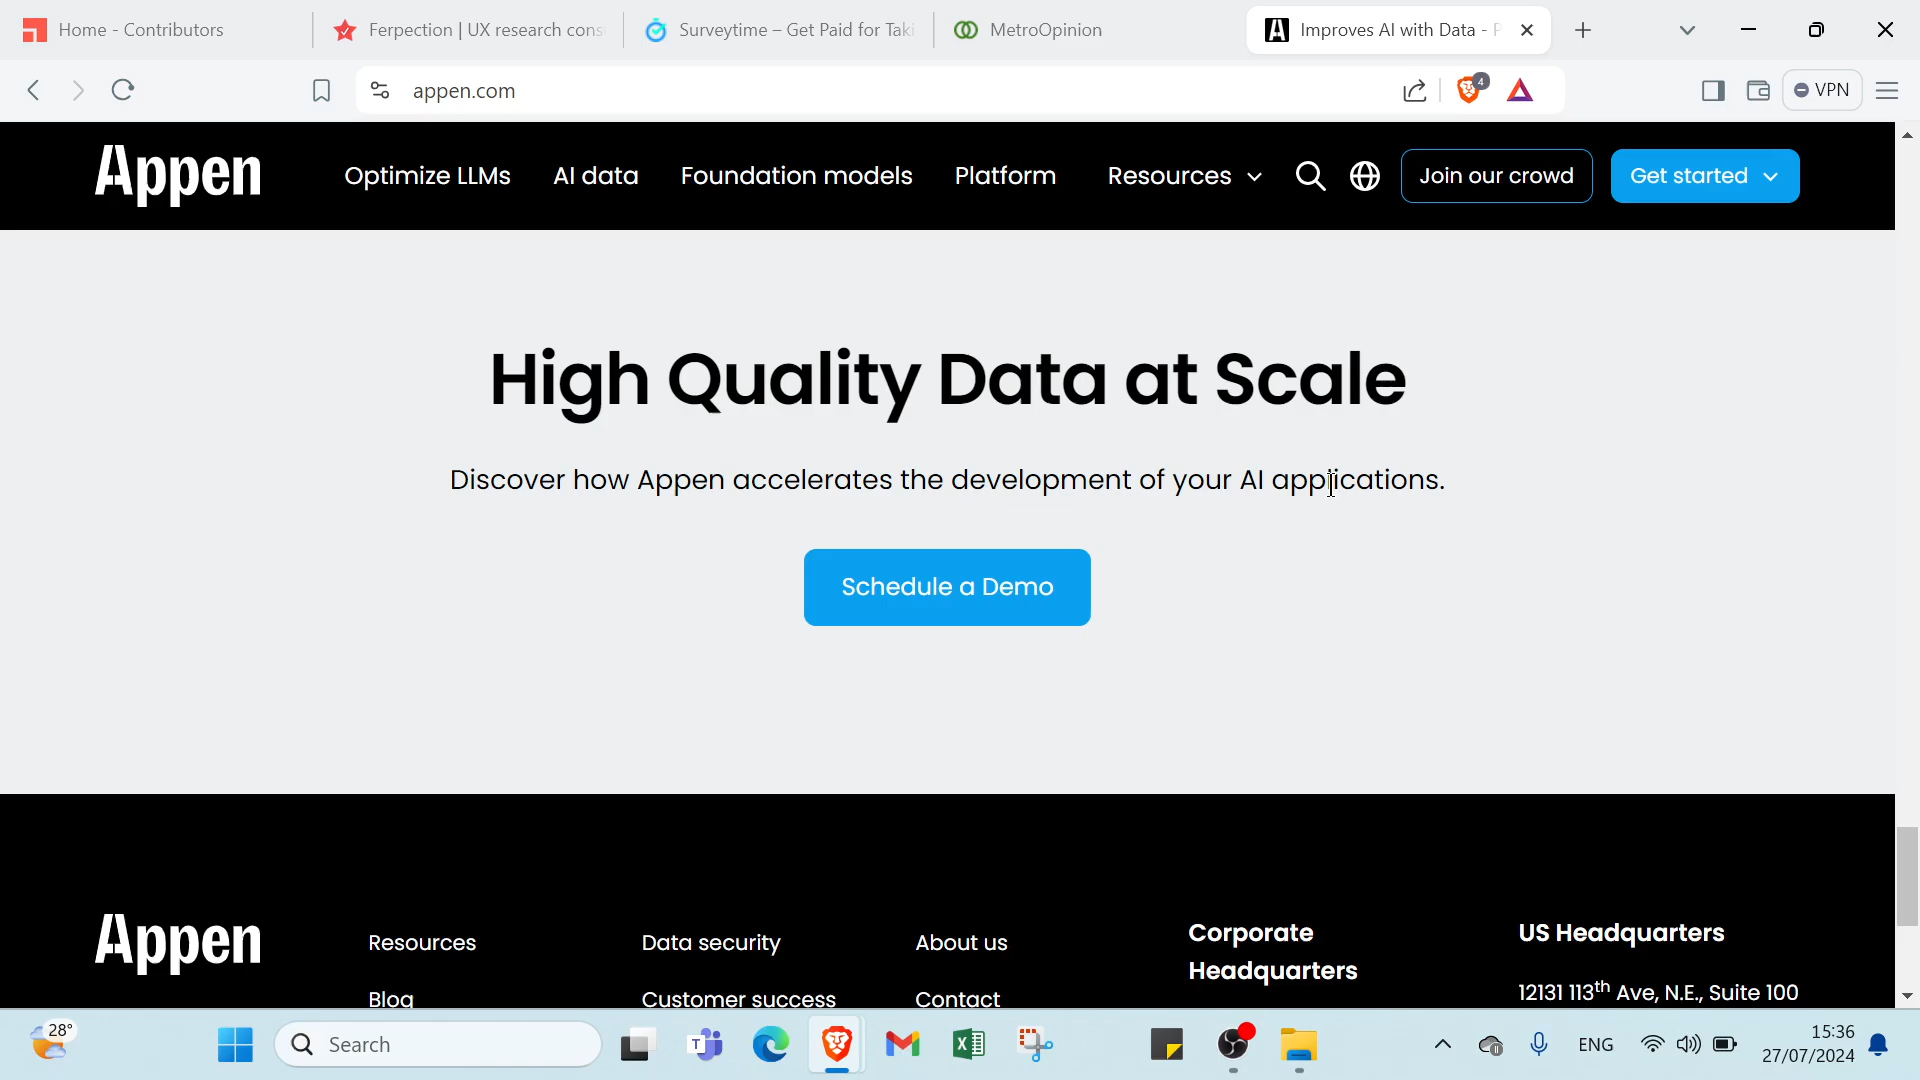 Home - Contributors
Ferpection | UX research cons
Surveytime – Get Paid for Taki
MetroOpinion
Improves AI with Data - P
appen.com
4
VPN
Appen
Optimize LLMs
AI data
Foundation models
Platform
Resources
Join our crowd
Get started
High Quality Data at Scale
Discover how Appen accelerates the development of your AI applications.
Schedule a Demo
Appen
Resources
Data security
About us
Corporate
Headquarters
US Headquarters
Blog
Customer success
Contact
12131 113th Ave, N.E., Suite 100
28°
Search
ENG
15:36
27/07/2024